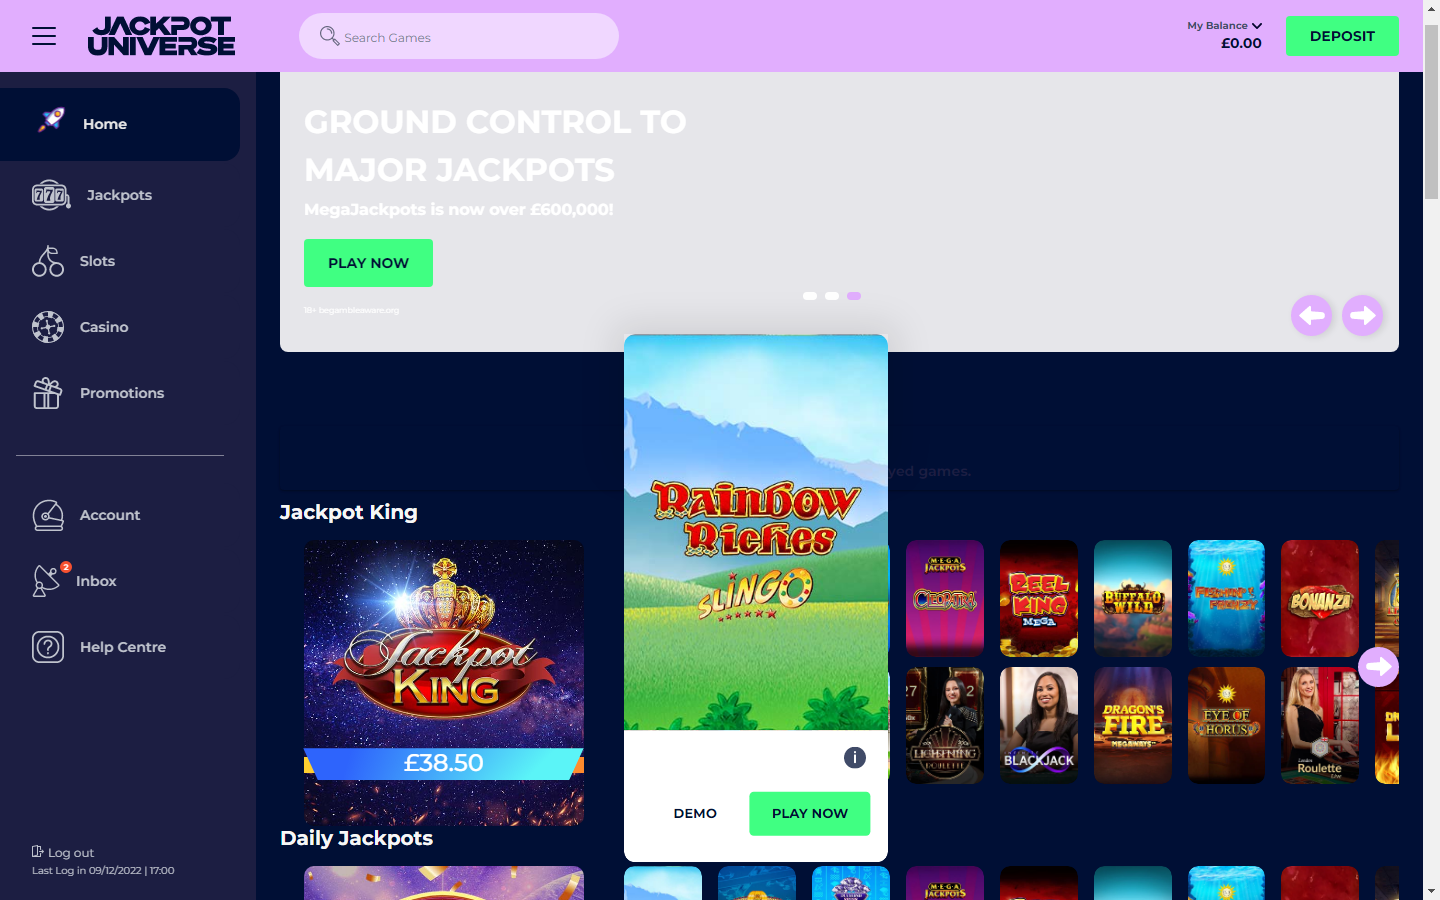 JACKPOT
UNIVERSE
Search Games
My Balance
£0.00
DEPOSIT
Home
Jackpots
Slots
Casino
Promotions
Account
2
Inbox
Help Centre
Log out
Last Log in 09/12/2022 | 17:00
GROUND CONTROL TO
MAJOR JACKPOTS
MegaJackpots is now over £600,000!
PLAY NOW
18+ begambleaware.org
yed games.
Jackpot King
Jackpot
KING
£38.50
Rainbow
Riches
SLINGO
i
DEMO
PLAY NOW
MEGA
JACKPOTS
CLEOPATRA
REEL
KING
MEGA
BUFFALO
WILD
FISHIN'
FRENZY
BONANZA
LIGHTNING
ROULETTE
BLACKJACK
DRAGON'S
FIRE
MEGAWAYS
EYE OF
HORUS
London
Roulette
Live
Daily Jackpots
MEGA
JACKPOTS